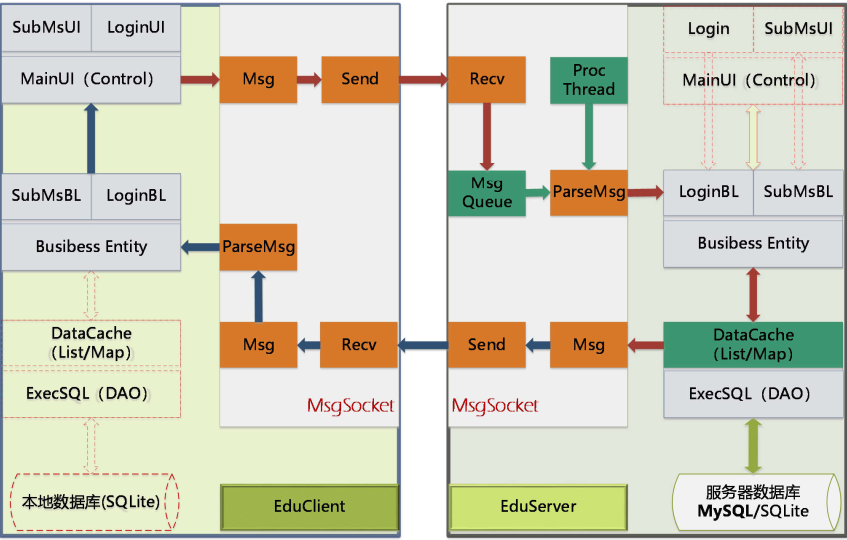 SubMsUI
LoginUI
MainUI（Control）
Msg
Send
SubMsBL
LoginBL
Busibess Entity
ParseMsg
DataCache
(List/Map)
Msg
Recv
ExecSQL（DAO）
MsgSocket
本地数据库(SQLite)
EduClient
Login
SubMsUI
MainUI（Control）
Recv
Proc
Thread
Msg
Queue
ParseMsg
LoginBL
SubMsBL
Busibess Entity
Send
Msg
DataCache
(List/Map)
ExecSQL（DAO）
MsgSocket
EduServer
服务器数据库
MySQL/SQLite